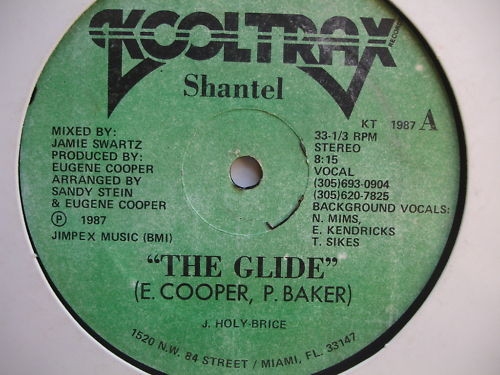 KOOLTRAX
RECORDS
Shantel
MIXED BY:
JAMIE SWARTZ
PRODUCED BY:
EUGENE COOPER
ARRANGED BY
SANDY STEIN
& EUGENE COOPER
Ⓟ 1987
JIMPEX MUSIC (BMI)
KT 1987 A
33-1/3 RPM
STEREO
8:15
VOCAL
(305)693-0904
(305)620-7825
BACKGROUND VOCALS:
N. MIMS,
E. KENDRICKS
T. SIKES
"THE GLIDE"
(E. COOPER, P. BAKER)
J. HOLY-BRICE
1520 N.W. 84 STREET / MIAMI, FL. 33147